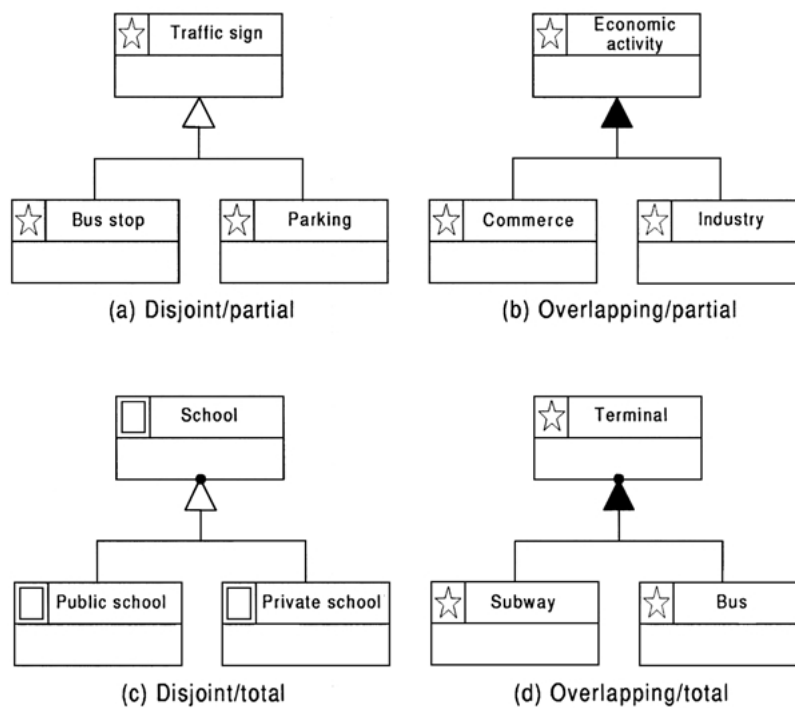 Traffic sign
Economic
activity
Bus stop
Parking
Commerce
Industry
(a) Disjoint/partial
(b) Overlapping/partial
School
Terminal
Public school
Private school
Subway
Bus
(c) Disjoint/total
(d) Overlapping/total